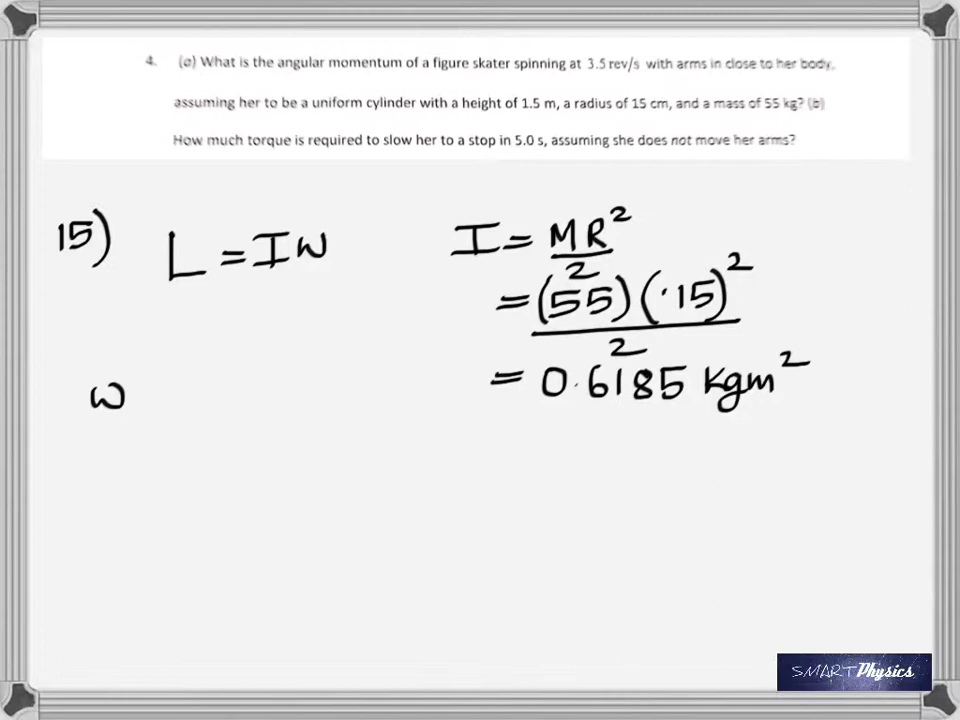 4. (a) What is the angular momentum of a figure skater spinning at 3.5 rev/s with arms in close to her body,
assuming her to be a uniform cylinder with a height of 1.5 m, a radius of 15 cm, and a mass of 55 kg? (b)
How much torque is required to slow her to a stop in 5.0 s, assuming she does not move her arms?
15) L = Iω I = MR²/2
= (55)(.15)²/2
= 0.6185 Kgm²
ω
SMARTPhysics